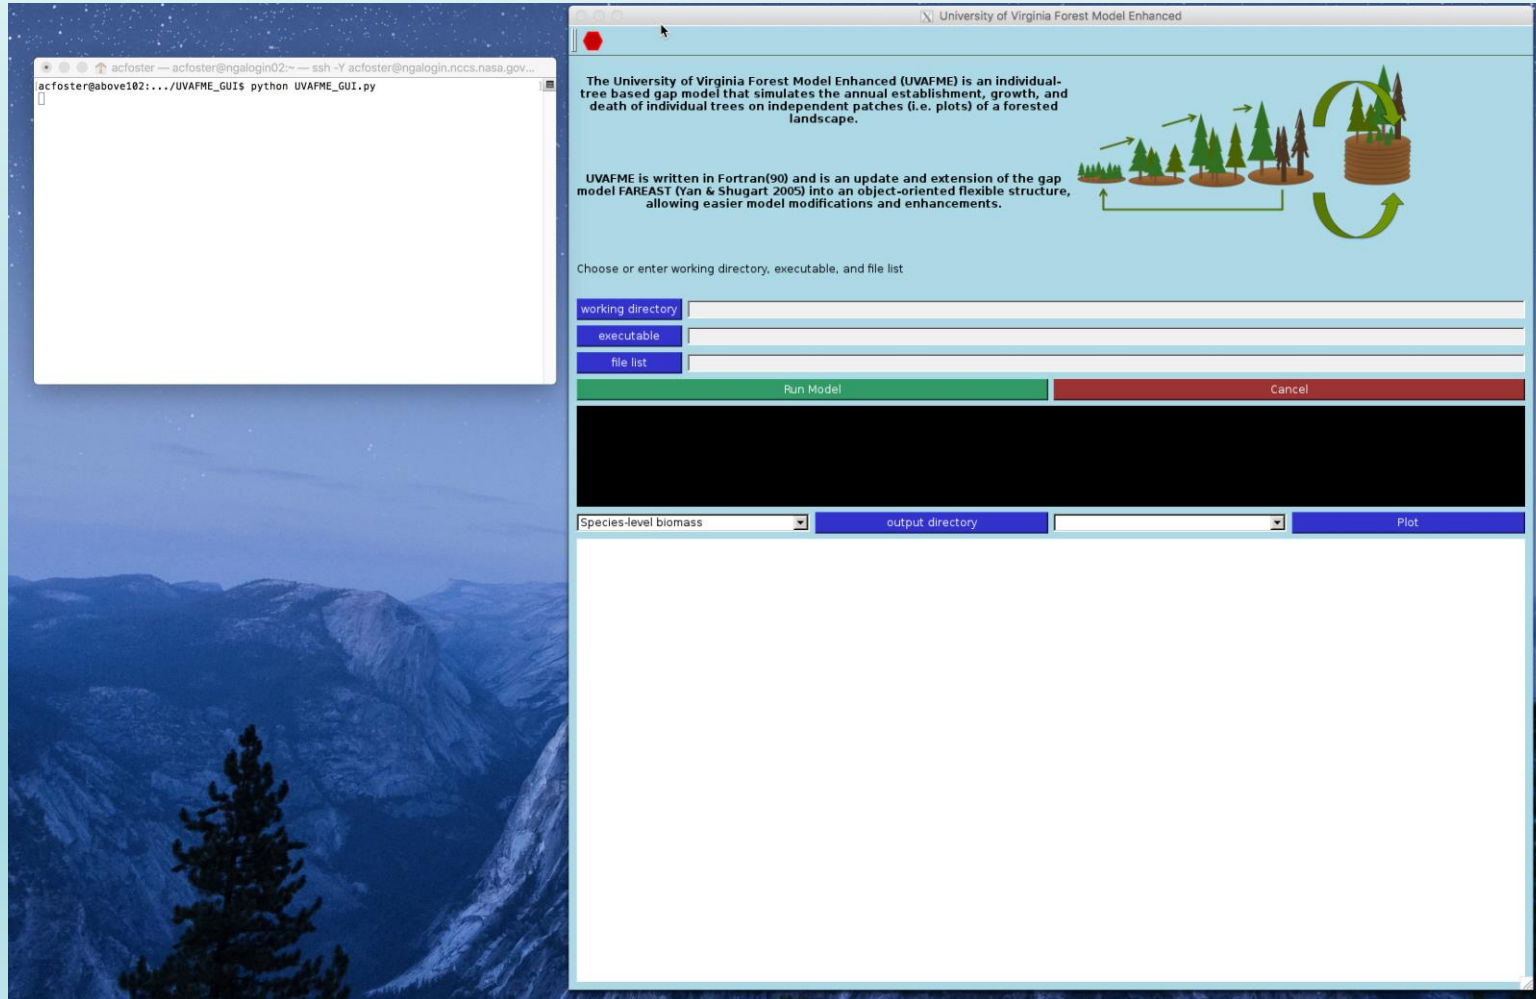 acfoster — acfoster@ngalogin02:~ — ssh -Y acfoster@ngalogin.nccs.nasa.gov...
acfoster@above102:.../UVAFME_GUI$ python UVAFME_GUI.py
University of Virginia Forest Model Enhanced
The University of Virginia Forest Model Enhanced (UVAFME) is an individual-
tree based gap model that simulates the annual establishment, growth, and
death of individual trees on independent patches (i.e. plots) of a forested
landscape.
UVAFME is written in Fortran(90) and is an update and extension of the gap
model FAREAST (Yan & Shugart 2005) into an object-oriented flexible structure,
allowing easier model modifications and enhancements.
Choose or enter working directory, executable, and file list
working directory
executable
file list
Run Model Cancel
Species-level biomass output directory Plot